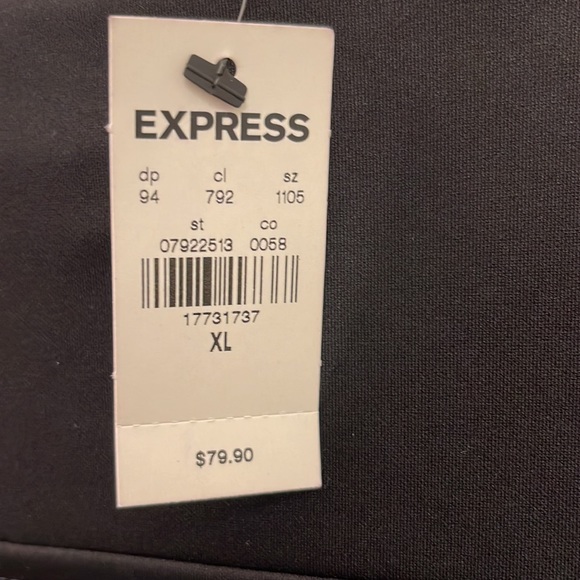 EXPRESS
dp cl sz
94 792 1105
st co
07922513 0058
17731737
XL
$79.90